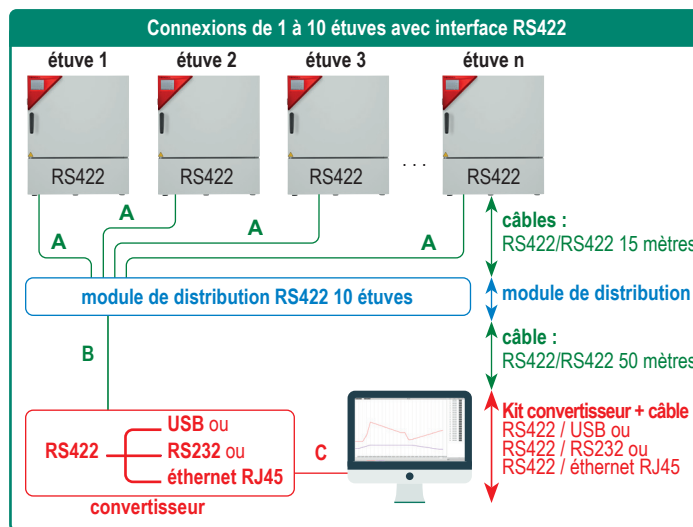 Connexions de 1 à 10 étuves avec interface RS422
étuve 1
étuve 2
étuve 3
étuve n
RS422
RS422
RS422
. . .
RS422
A
A
A
A
câbles :
RS422/RS422 15 mètres
module de distribution RS422 10 étuves
module de distribution
B
câble :
RS422/RS422 50 mètres
RS422
USB ou
RS232 ou
éthernet RJ45
convertisseur
C
Kit convertisseur + câble
RS422 / USB ou
RS422 / RS232 ou
RS422 / éthernet RJ45